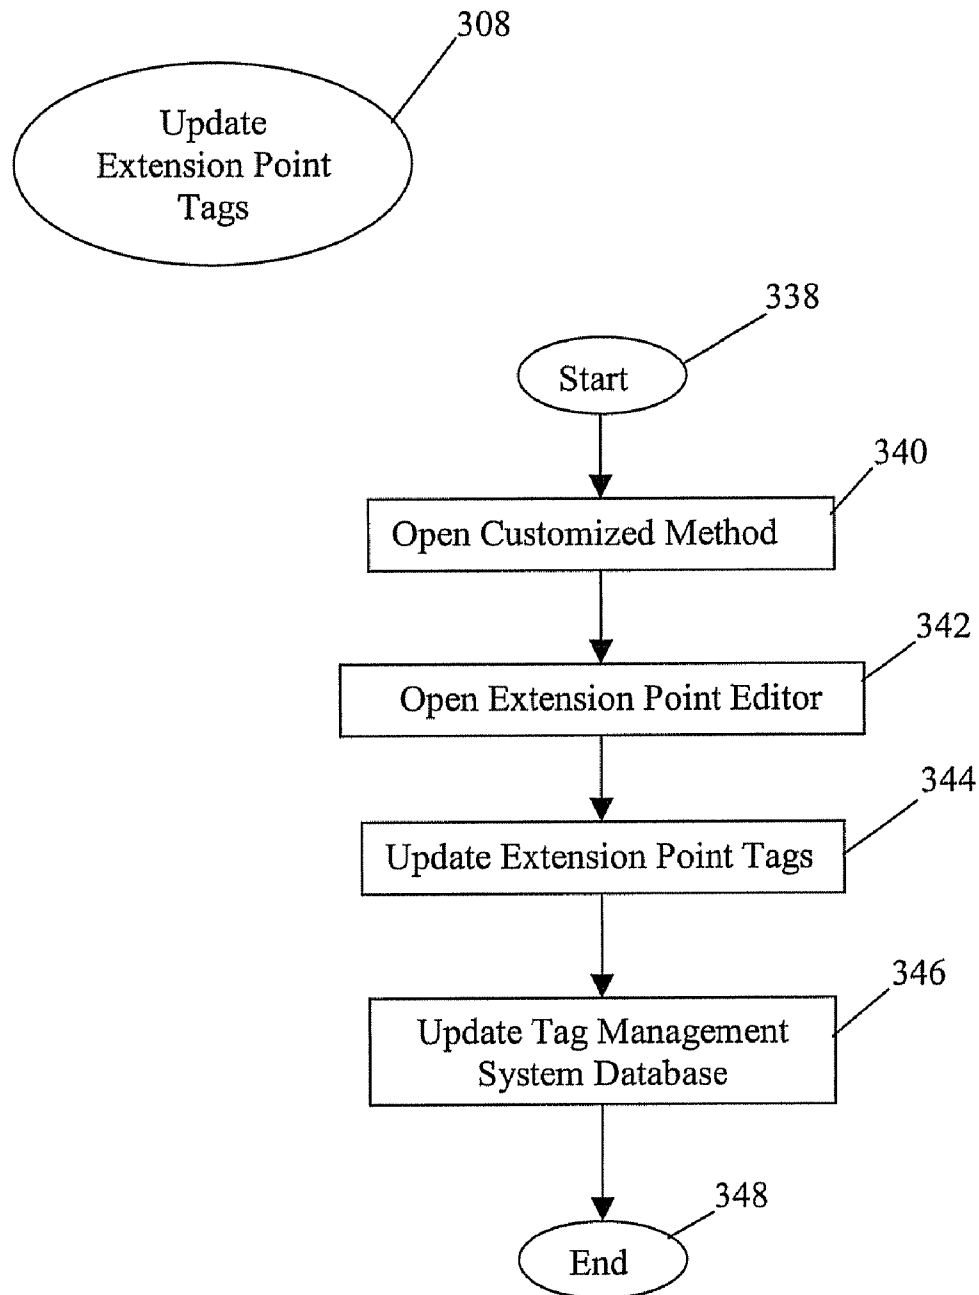 308
Update
Extension Point
Tags
338
Start
340
Open Customized Method
342
Open Extension Point Editor
344
Update Extension Point Tags
346
Update Tag Management
System Database
348
End